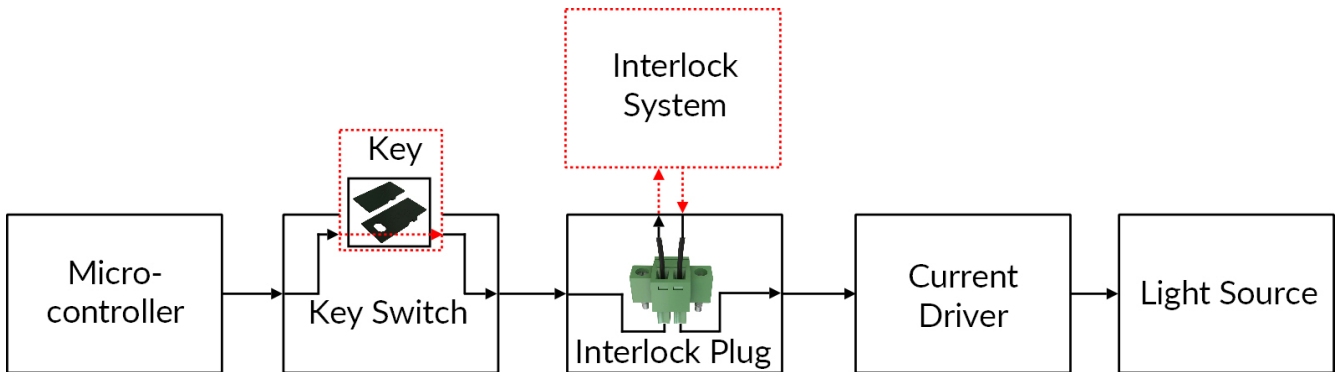 Interlock
System
Key
Micro-
controller
Key Switch
Interlock Plug
Current
Driver
Light Source